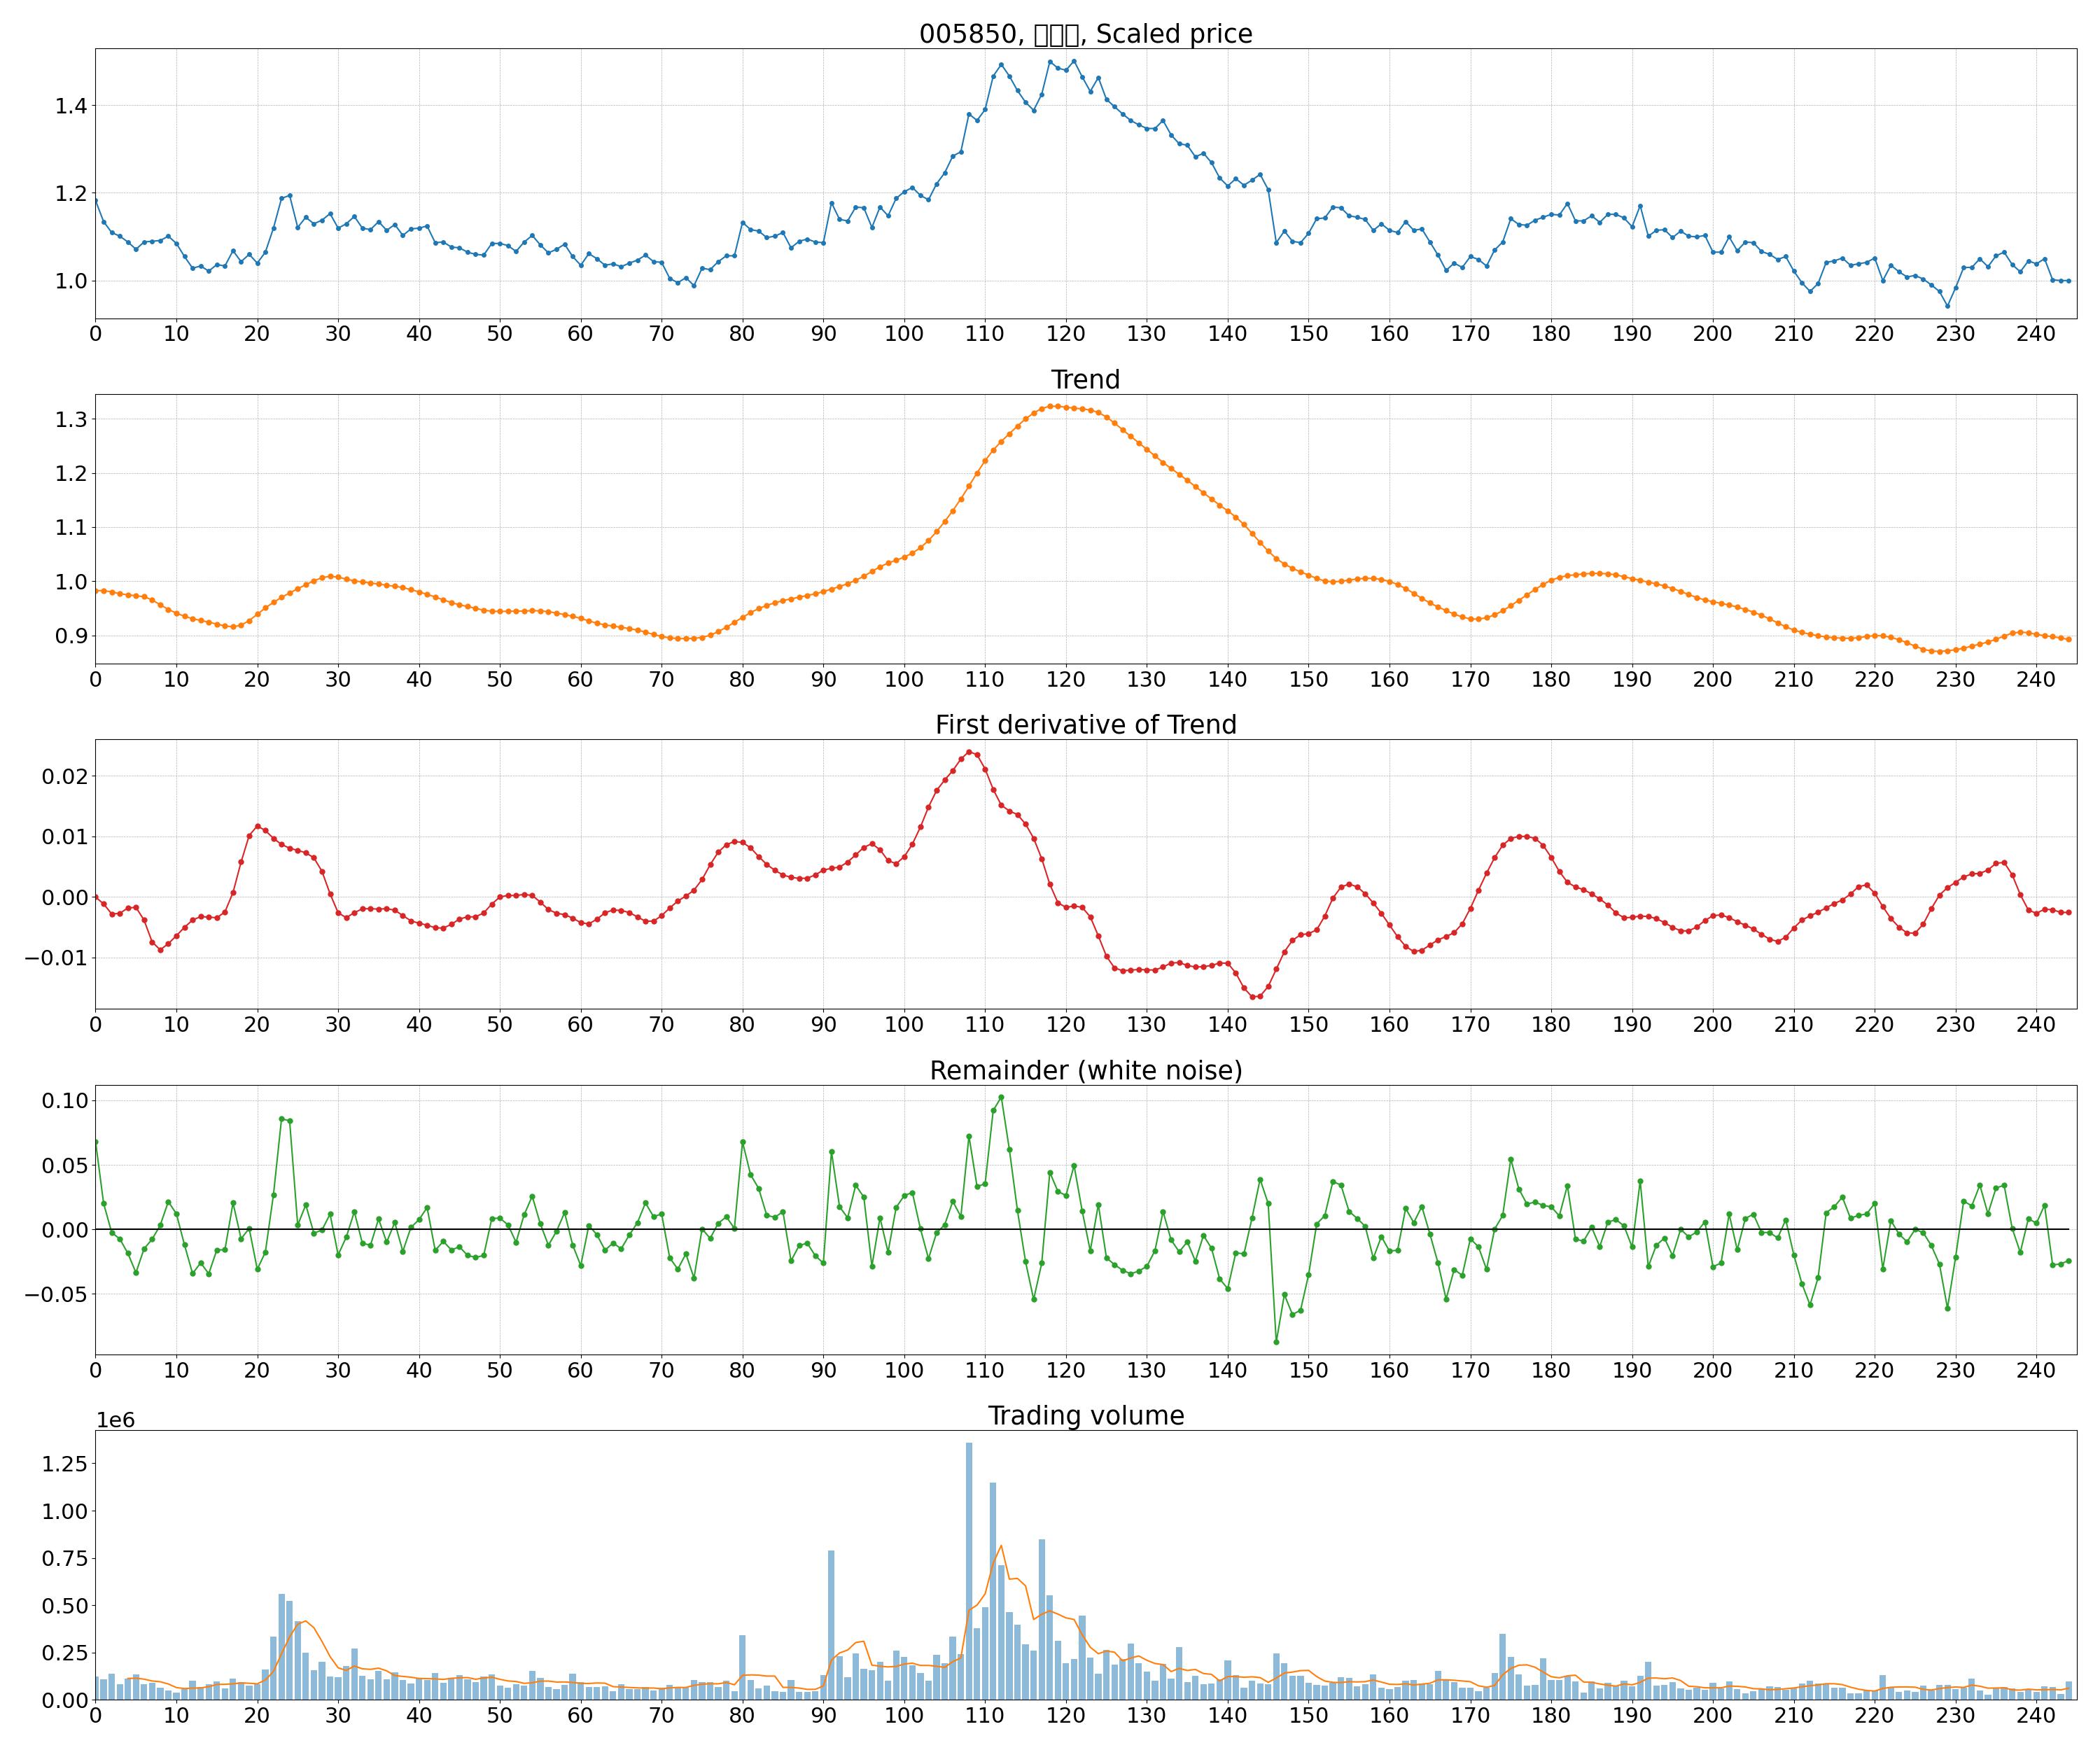 005850, □□□, Scaled price
1.4
1.2
1.0
0 10 20 30 40 50 60 70 80 90 100 110 120 130 140 150 160 170 180 190 200 210 220 230 240
Trend
1.3
1.2
1.1
1.0
0.9
0 10 20 30 40 50 60 70 80 90 100 110 120 130 140 150 160 170 180 190 200 210 220 230 240
First derivative of Trend
0.02
0.01
0.00
−0.01
0 10 20 30 40 50 60 70 80 90 100 110 120 130 140 150 160 170 180 190 200 210 220 230 240
Remainder (white noise)
0.10
0.05
0.00
−0.05
0 10 20 30 40 50 60 70 80 90 100 110 120 130 140 150 160 170 180 190 200 210 220 230 240
Trading volume
1e6
1.25
1.00
0.75
0.50
0.25
0.00
0 10 20 30 40 50 60 70 80 90 100 110 120 130 140 150 160 170 180 190 200 210 220 230 240